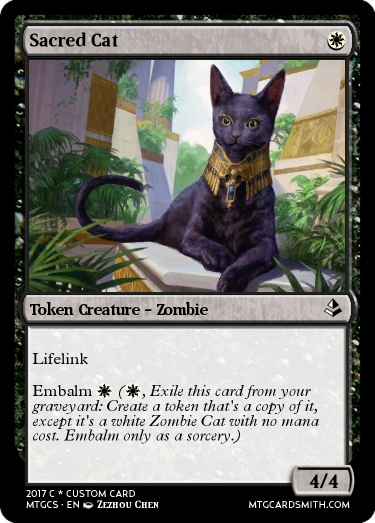 Sacred Cat
Token Creature – Zombie
Lifelink
Embalm (, Exile this card from your
graveyard: Create a token that's a copy of it,
except it's a white Zombie Cat with no mana
cost. Embalm only as a sorcery.)
4/4
2017 C * CUSTOM CARD
MTGCS · EN Zezhou Chen
MTGCARDSMITH.COM